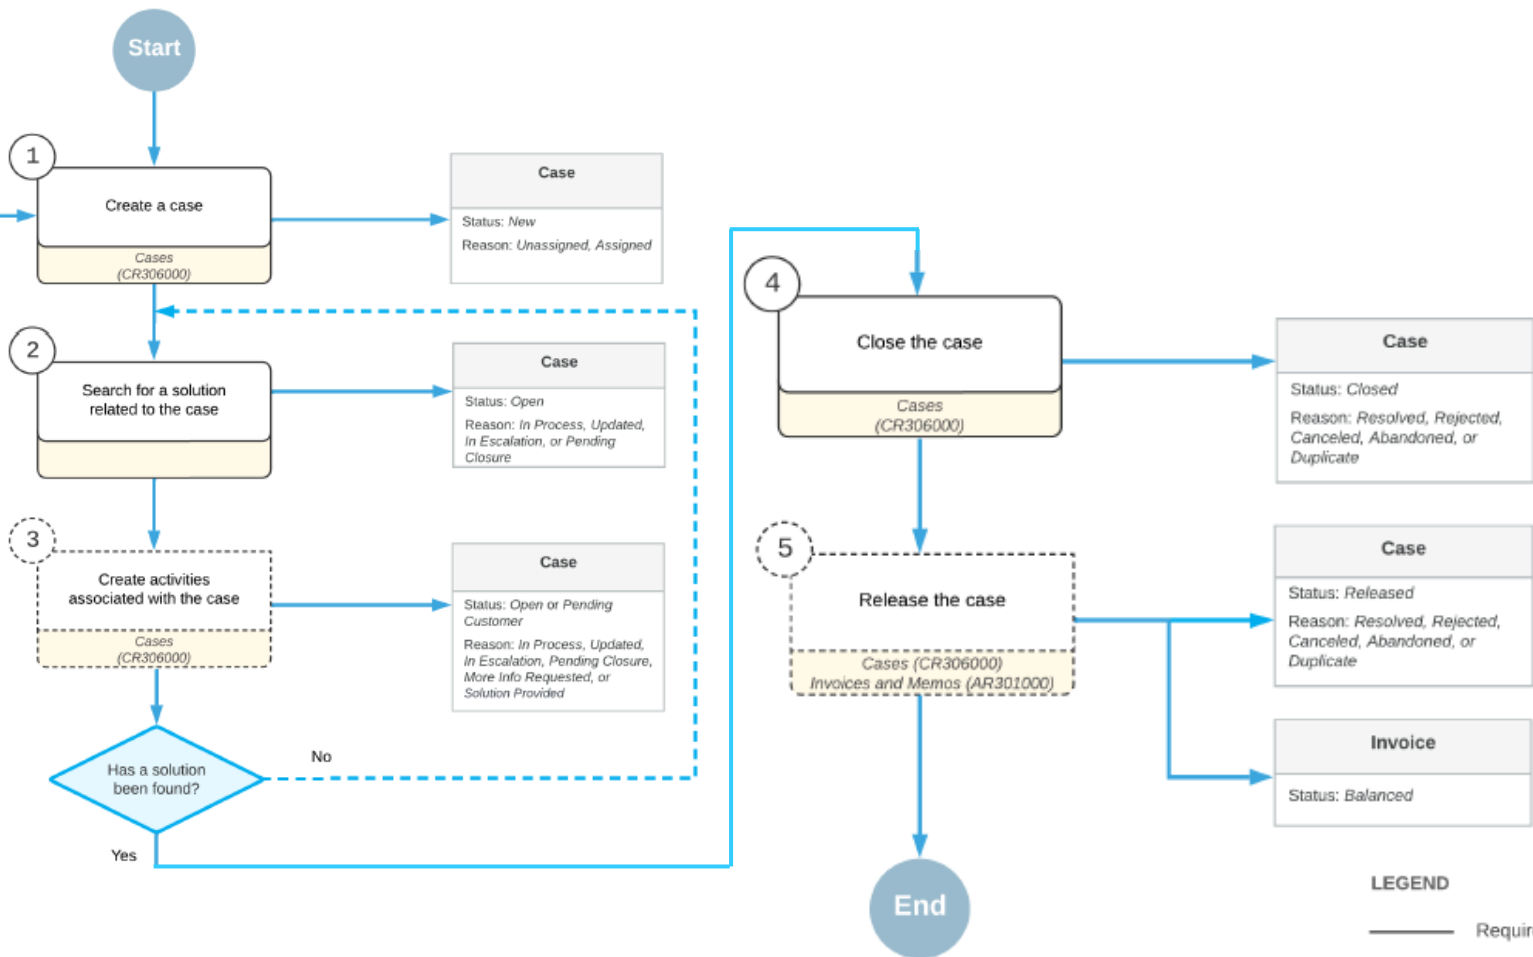 Start
1
Create a case
Cases
(CR306000)
Case
Status: New
Reason: Unassigned, Assigned
2
Search for a solution
related to the case
Case
Status: Open
Reason: In Process, Updated,
In Escalation, or Pending
Closure
3
Create activities
associated with the case
Cases
(CR306000)
Case
Status: Open or Pending
Customer
Reason: In Process, Updated,
In Escalation, Pending Closure,
More Info Requested, or
Solution Provided
Has a solution
been found?
No
Yes
4
Close the case
Cases
(CR306000)
Case
Status: Closed
Reason: Resolved, Rejected,
Canceled, Abandoned, or
Duplicate
5
Release the case
Cases (CR306000)
Invoices and Memos (AR301000)
Case
Status: Released
Reason: Resolved, Rejected,
Canceled, Abandoned, or
Duplicate
Invoice
Status: Balanced
End
LEGEND